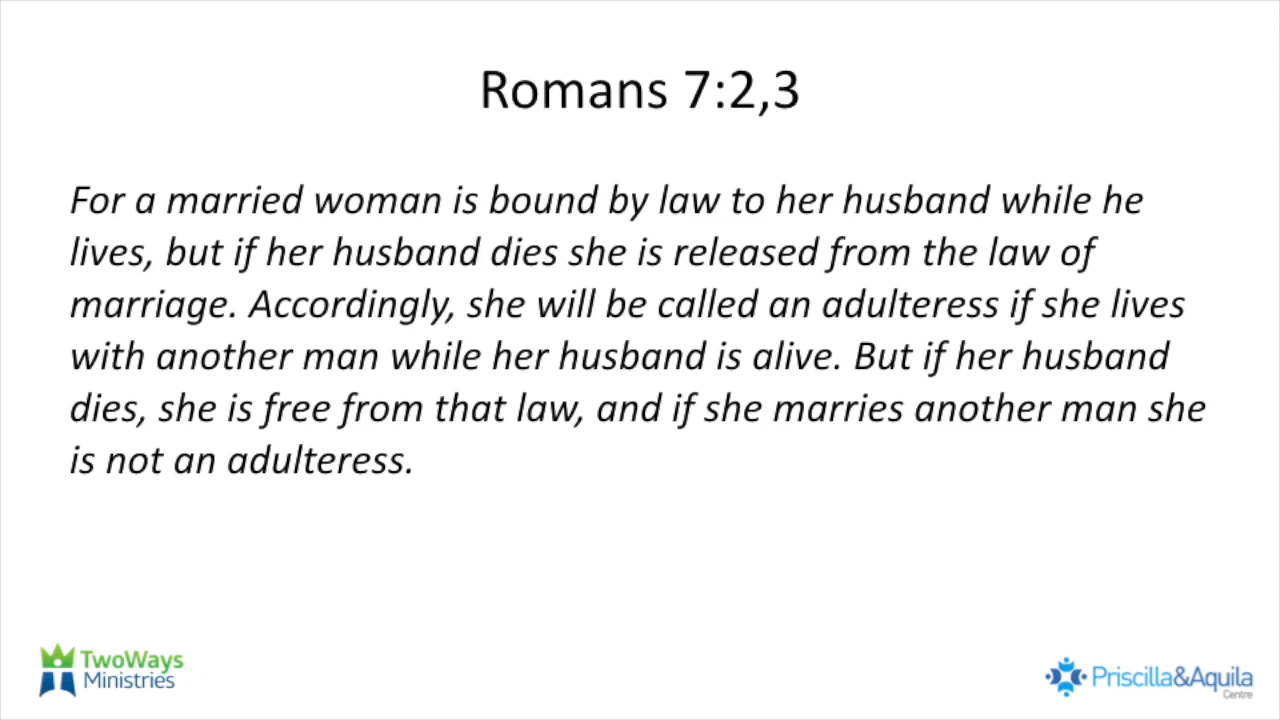 Romans 7:2,3
For a married woman is bound by law to her husband while he
lives, but if her husband dies she is released from the law of
marriage. Accordingly, she will be called an adulteress if she lives
with another man while her husband is alive. But if her husband
dies, she is free from that law, and if she marries another man she
is not an adulteress.
TwoWays
Ministries
Priscilla&Aquila
Centre